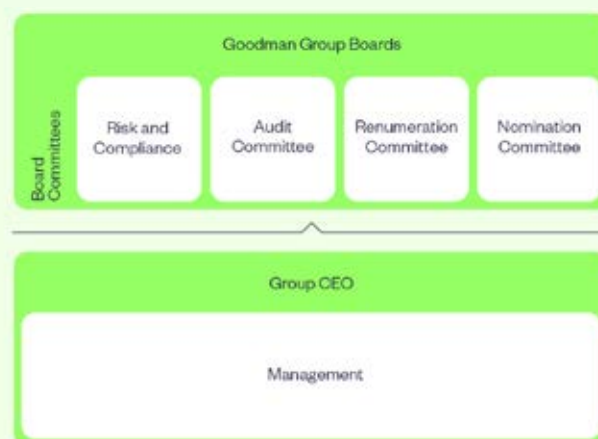 Goodman Group Boards
Board
Committees
Risk and
Compliance
Audit
Committee
Renumeration
Committee
Nomination
Committee
Group CEO
Management